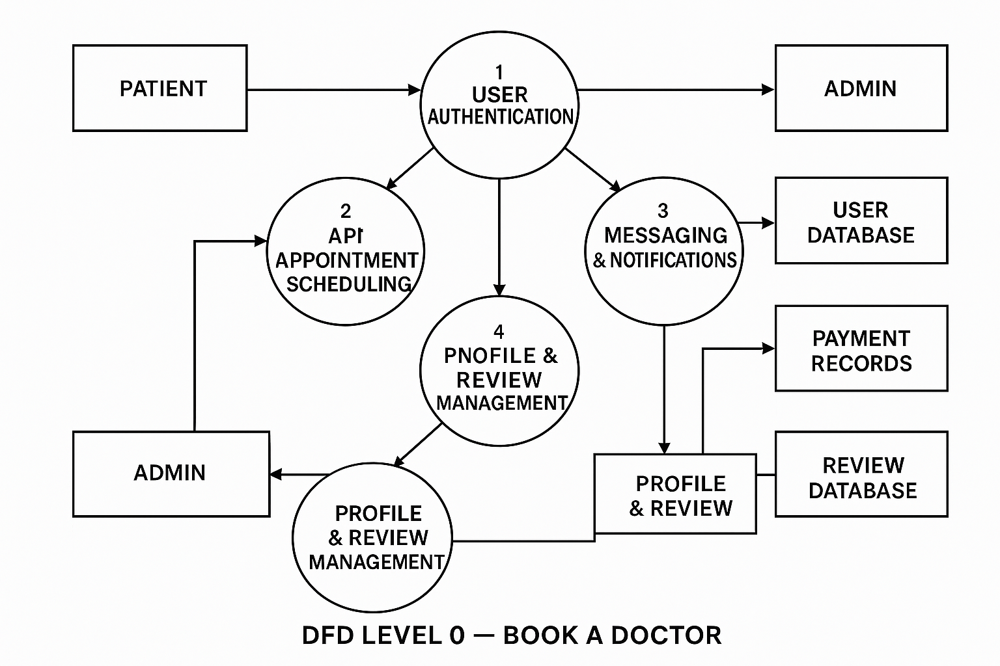 PATIENT
1
USER
AUTHENTICATION
ADMIN
2
API
APPOINTMENT
SCHEDULING
3
MESSAGING
& NOTIFICATIONS
USER
DATABASE
4
PNOFILE &
REVIEW
MANAGEMENT
PAYMENT
RECORDS
ADMIN
PROFILE
& REVIEW
MANAGEMENT
PROFILE
& REVIEW
REVIEW
DATABASE
DFD LEVEL 0 — BOOK A DOCTOR